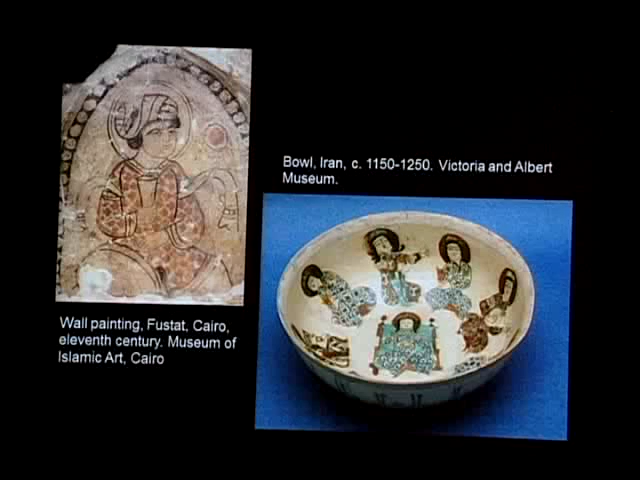 Bowl, Iran, c. 1150-1250. Victoria and Albert
Museum.
Wall painting, Fustat, Cairo,
eleventh century. Museum of
Islamic Art, Cairo